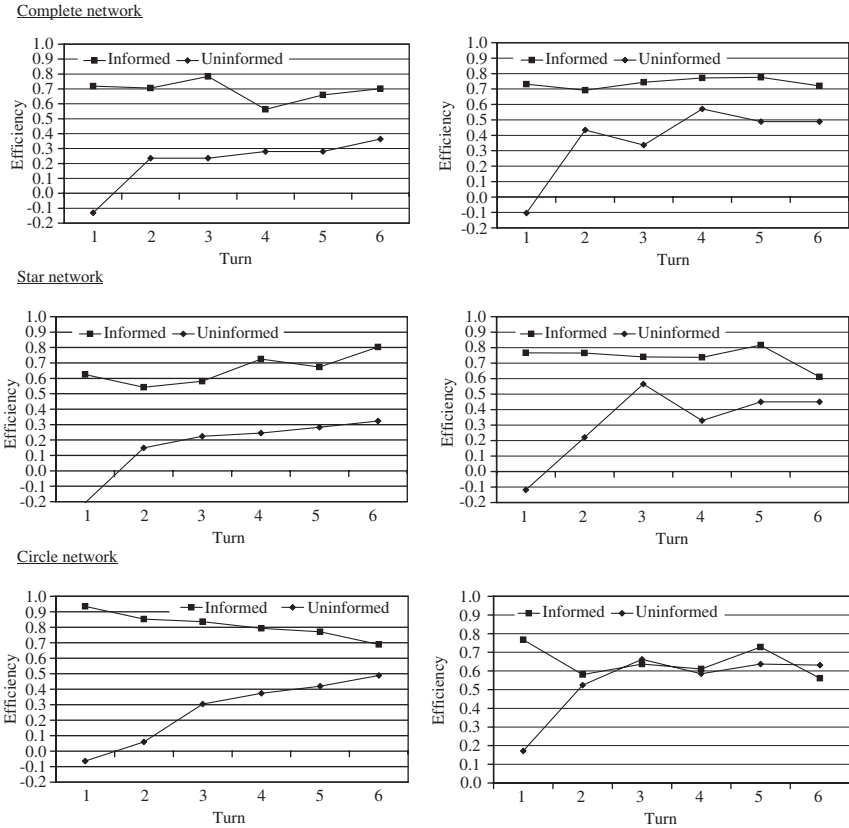 Complete network
1.0
0.9
0.8
0.7
0.6
0.5
0.4
0.3
0.2
0.1
0.0
-0.1
-0.2
Efficiency
Informed Uninformed
1 2 3 4 5 6
Turn
1.0
0.9
0.8
0.7
0.6
0.5
0.4
0.3
0.2
0.1
0.0
-0.1
-0.2
Efficiency
Informed Uninformed
1 2 3 4 5 6
Turn
Star network
1.0
0.9
0.8
0.7
0.6
0.5
0.4
0.3
0.2
0.1
0.0
-0.1
-0.2
Efficiency
Informed Uninformed
1 2 3 4 5 6
Turn
1.0
0.9
0.8
0.7
0.6
0.5
0.4
0.3
0.2
0.1
0.0
-0.1
-0.2
Efficiency
Informed Uninformed
1 2 3 4 5 6
Turn
Circle network
1.0
0.9
0.8
0.7
0.6
0.5
0.4
0.3
0.2
0.1
0.0
-0.1
-0.2
Efficiency
Informed Uninformed
1 2 3 4 5 6
Turn
1.0
0.9
0.8
0.7
0.6
0.5
0.4
0.3
0.2
0.1
0.0
Efficiency
Informed Uninformed
1 2 3 4 5 6
Turn